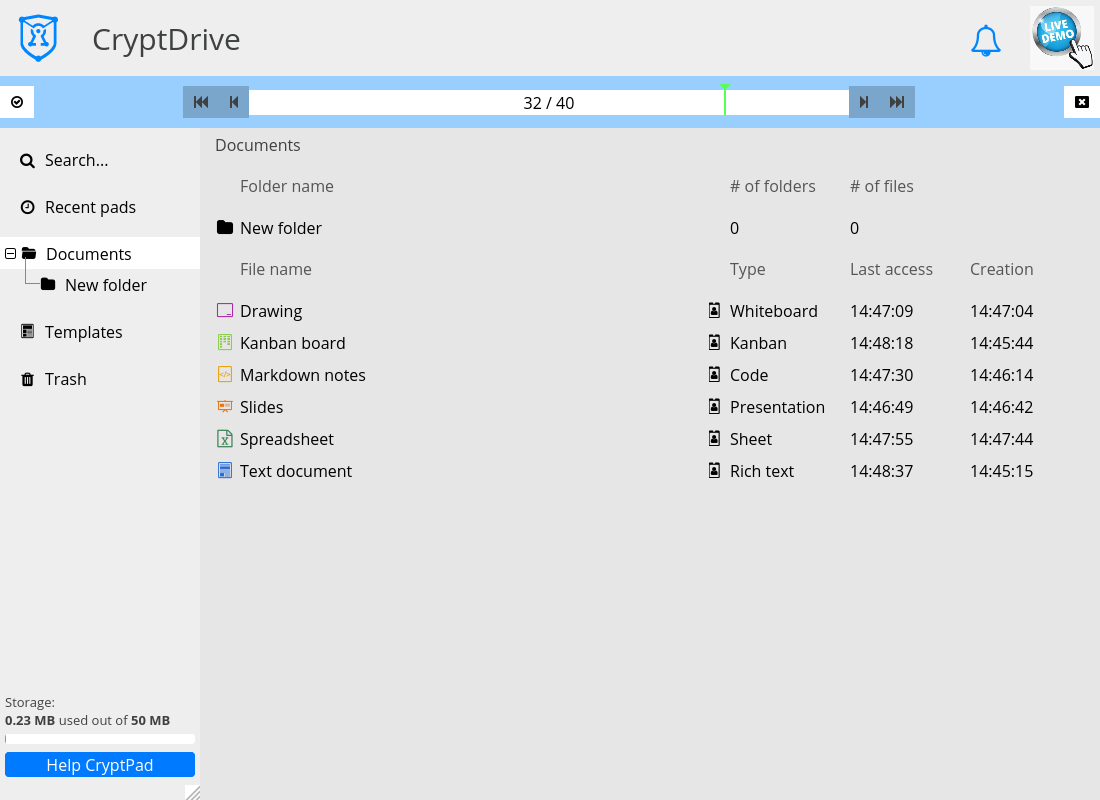 CryptDrive
LIVE DEMO
32 / 40
Search...
Recent pads
Documents
New folder
Templates
Trash
Storage:
0.23 MB used out of 50 MB
Help CryptPad
Documents
Folder name # of folders # of files
New folder 0 0
File name Type Last access Creation
Drawing Whiteboard 14:47:09 14:47:04
Kanban board Kanban 14:48:18 14:45:44
Markdown notes Code 14:47:30 14:46:14
Slides Presentation 14:46:49 14:46:42
Spreadsheet Sheet 14:47:55 14:47:44
Text document Rich text 14:48:37 14:45:15